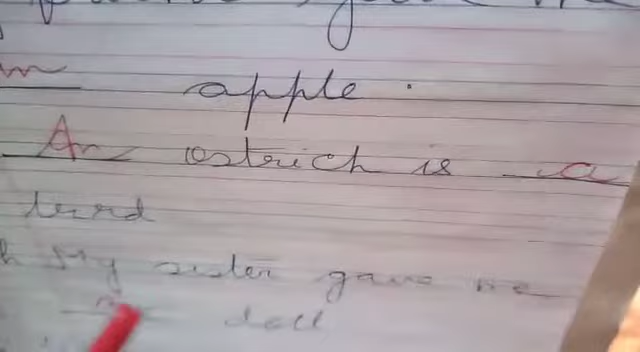 apple.
An ostrich is a
bird
My sister gave me
a doll